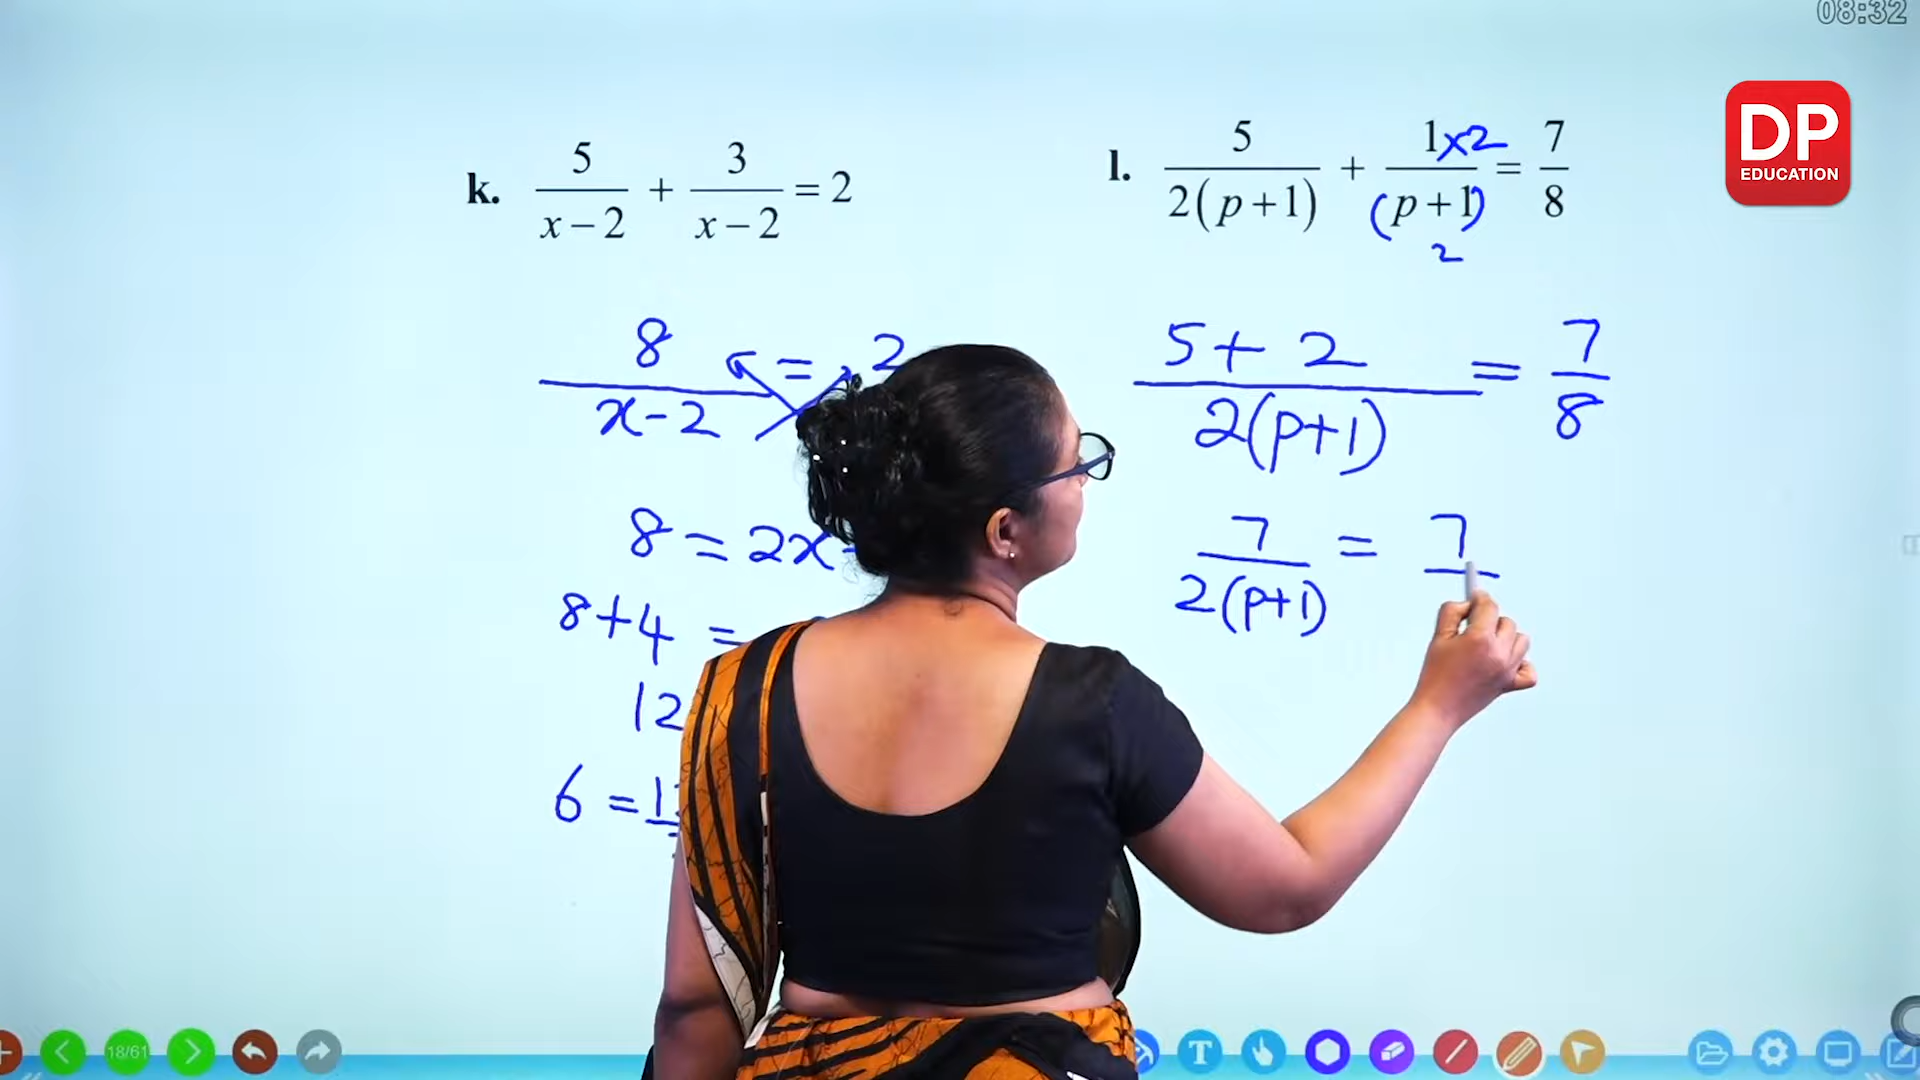 08:32
DP
EDUCATION
k. 5/(x−2) + 3/(x−2) = 2
8/(x-2) = 2
8 = 2x
8+4 =
12
6 = 1
l. 5/(2(p+1)) + 1×2/((p+1)2) = 7/8
(5+2)/(2(p+1)) = 7/8
7/(2(p+1)) = 7
18/61
T